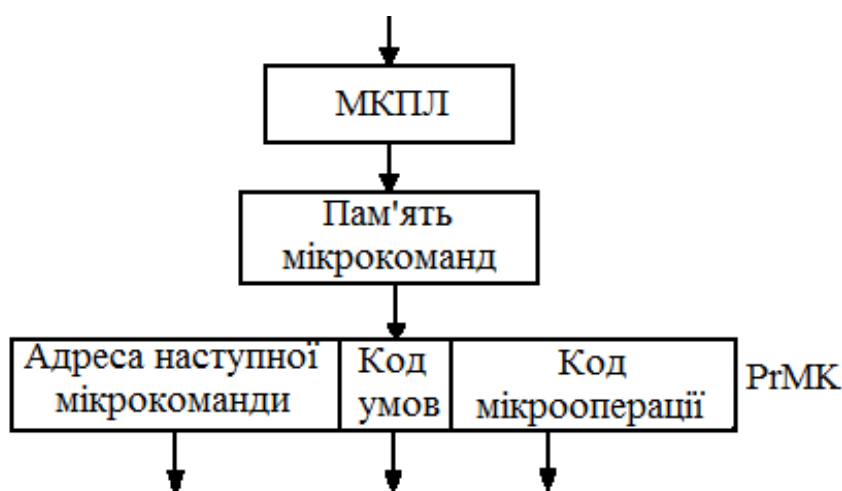 МКПЛ
Пам'ять
мікрокоманд
Адреса наступної
мікрокоманди
Код
умов
Код
мікрооперації
PrMK